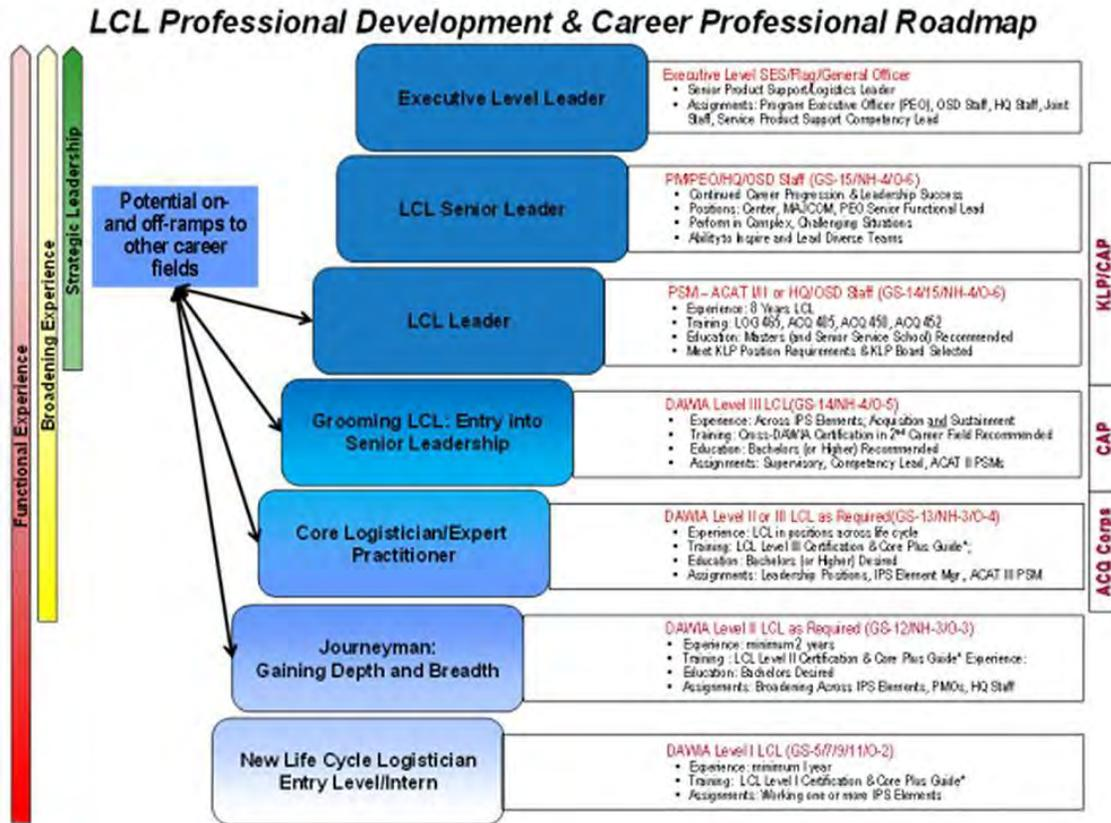 LCL Professional Development & Career Professional Roadmap
Functional Experience
Broadening Experience
Strategic Leadership
Potential on-
and off-ramps to
other career
fields
Executive Level Leader
Executive Level SES/Flag/General Officer
• Senior Product Support/Logistics Leader
• Assignments: Program Executive Officer (PEO), OSD Staff, HQ Staff, Joint
Staff, Service Product Support Competency Lead
LCL Senior Leader
PM/PEO/HQ/OSD Staff (GS-15/NH-4/O-6)
• Continued Career Progression & Leadership Success
• Positions: Center, MAJCOM, PEO Senior Functional Lead
• Perform in Complex, Challenging Situations
• Ability to Inspire and Lead Diverse Teams
LCL Leader
PSM – ACAT I/II or HQ/OSD Staff (GS-14/15/NH-4/O-6)
• Experience: 8 Years LCL
• Training: LOG 465, ACQ 405, ACQ 450, ACQ 452
• Education: Masters (and Senior Service School) Recommended
• Meet KLP Position Requirements & KLP Board Selected
KLP/CAP
Grooming LCL: Entry into
Senior Leadership
DAWIA Level III LCL(GS-14/NH-4/O-5)
• Experience: Across IPS Elements; Acquisition and Sustainment
• Training: Cross-DAWIA Certification in 2nd Career Field Recommended
• Education: Bachelors (or Higher) Recommended
• Assignments: Supervisory, Competency Lead, ACAT II PSMs
CAP
Core Logistician/Expert
Practitioner
DAWIA Level II or III LCL as Required(GS-13/NH-3/O-4)
• Experience: LCL in positions across life cycle
• Training: LCL Level III Certification & Core Plus Guide*;
• Education: Bachelors (or Higher) Desired
• Assignments: Leadership Positions, IPS Element Mgr., ACAT III PSM
ACQ Corps
Journeyman:
Gaining Depth and Breadth
DAWIA Level II LCL as Required (GS-12/NH-3/O-3)
• Experience: minimum 2 years
• Training : LCL Level II Certification & Core Plus Guide* Experience:
• Education: Bachelors Desired
• Assignments: Broadening Across IPS Elements, PMOs, HQ Staff
New Life Cycle Logistician
Entry Level/Intern
DAWIA Level I LCL (GS-5/7/9/11/O-2)
• Experience: minimum 1 year
• Training: LCL Level I Certification & Core Plus Guide*
• Assignments: Working one or more IPS Elements